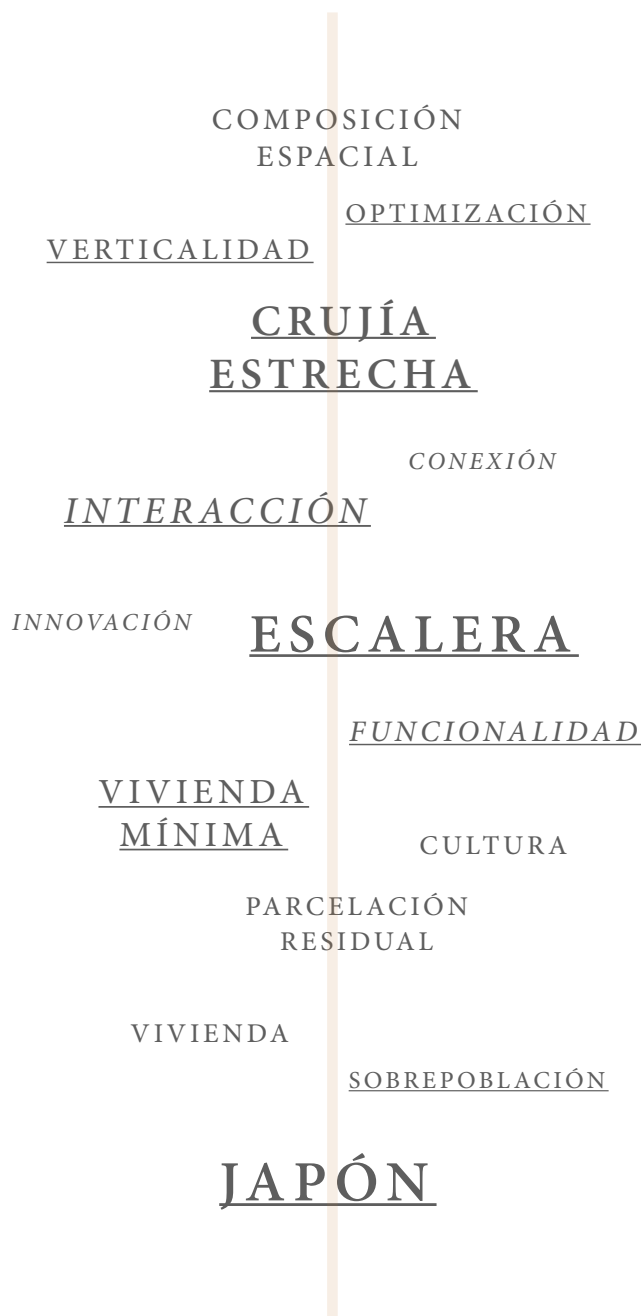 COMPOSICIÓN
ESPACIAL
OPTIMIZACIÓN
VERTICALIDAD
CRUJÍA
ESTRECHA
CONEXIÓN
INTERACCIÓN
INNOVACIÓN
ESCALERA
FUNCIONALIDAD
VIVIENDA
MÍNIMA
CULTURA
PARCELACIÓN
RESIDUAL
VIVIENDA
SOBREPOBLACIÓN
JAPÓN